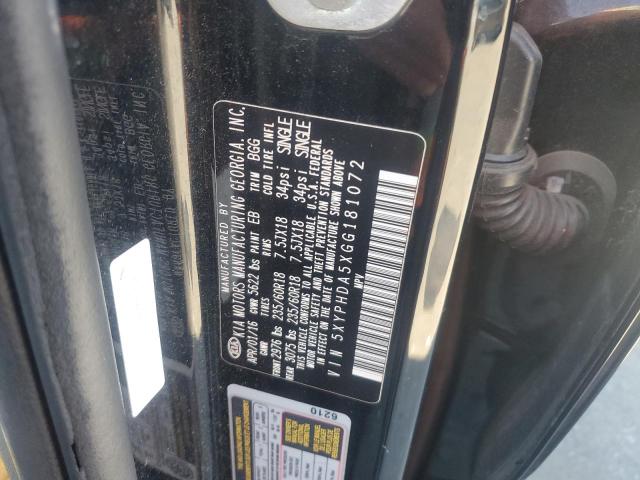 MANUFACTURED BY
KIA KIA MOTORS MANUFACTURING GEORGIA, INC.
APR/01/16 GVWR 5622 lbs PAINT EB TRIM BGG
GAWR TIRES RIMS COLD TIRE INFL
FRONT 2976 lbs 235/60R18 7.5JX18 34psi SINGLE
REAR 3075 lbs 235/60R18 7.5JX18 34psi SINGLE
THIS VEHICLE CONFORMS TO ALL APPLICABLE U.S.A. FEDERAL
MOTOR VEHICLE SAFETY AND THEFT PREVENTION STANDARDS
IN EFFECT ON THE DATE OF MANUFACTURE SHOWN ABOVE
VIN 5XYPHDA5XGG181072
MPV
6210